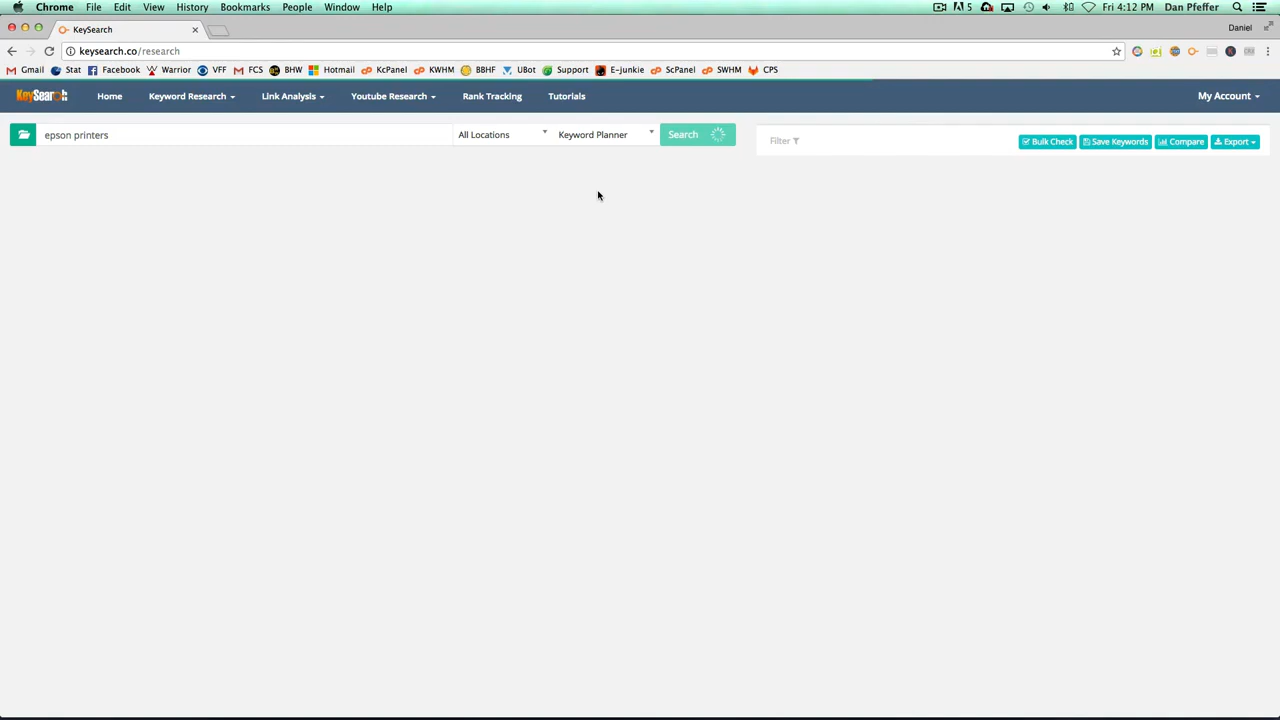 Chrome File Edit View History Bookmarks People Window Help 5 Fri 4:12 PM Dan Pfeffer
KeySearch Daniel
keysearch.co/research
Gmail Stat Facebook Warrior VFF FCS BHW Hotmail KcPanel KWHM BBHF UBot Support E-junkie ScPanel SWHM CPS
KeySearch Home Keyword Research Link Analysis Youtube Research Rank Tracking Tutorials My Account
epson printers All Locations Keyword Planner Search Filter Bulk Check Save Keywords Compare Export